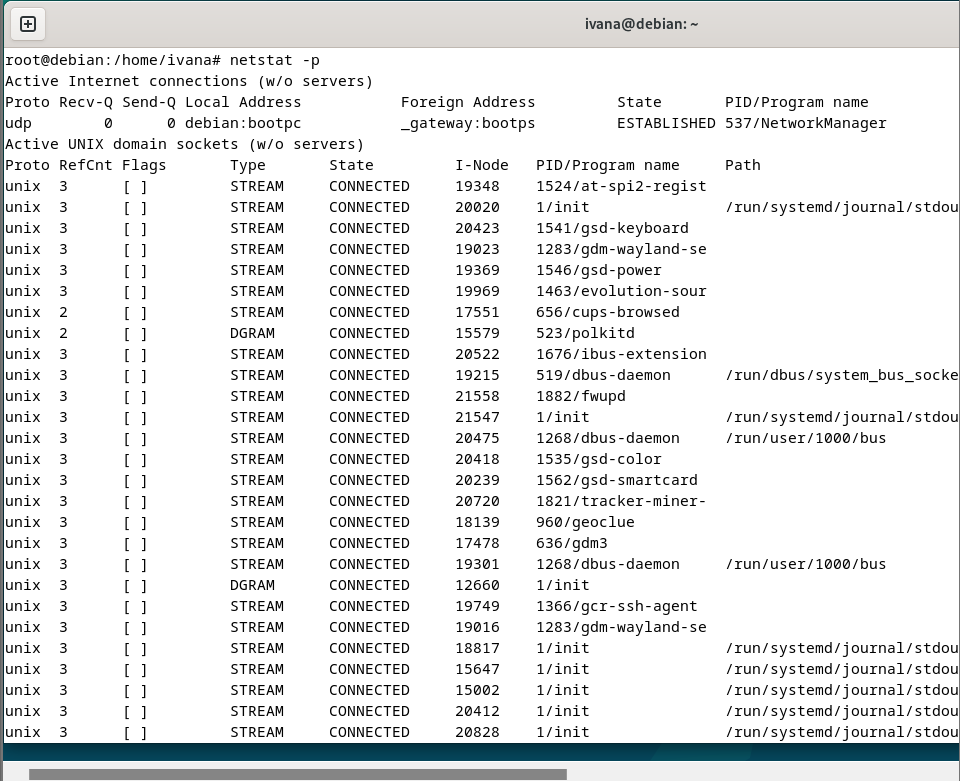 ivana@debian: ~
root@debian:/home/ivana# netstat -p
Active Internet connections (w/o servers)
Proto Recv-Q Send-Q Local Address           Foreign Address         State       PID/Program name
udp        0      0 debian:bootpc           _gateway:bootps         ESTABLISHED 537/NetworkManager
Active UNIX domain sockets (w/o servers)
Proto RefCnt Flags       Type       State         I-Node   PID/Program name     Path
unix  3      [ ]         STREAM     CONNECTED     19348    1524/at-spi2-regist
unix  3      [ ]         STREAM     CONNECTED     20020    1/init               /run/systemd/journal/stdou
unix  3      [ ]         STREAM     CONNECTED     20423    1541/gsd-keyboard
unix  3      [ ]         STREAM     CONNECTED     19023    1283/gdm-wayland-se
unix  3      [ ]         STREAM     CONNECTED     19369    1546/gsd-power
unix  3      [ ]         STREAM     CONNECTED     19969    1463/evolution-sour
unix  2      [ ]         STREAM     CONNECTED     17551    656/cups-browsed
unix  2      [ ]         DGRAM      CONNECTED     15579    523/polkitd
unix  3      [ ]         STREAM     CONNECTED     20522    1676/ibus-extension
unix  3      [ ]         STREAM     CONNECTED     19215    519/dbus-daemon      /run/dbus/system_bus_socke
unix  3      [ ]         STREAM     CONNECTED     21558    1882/fwupd
unix  3      [ ]         STREAM     CONNECTED     21547    1/init               /run/systemd/journal/stdou
unix  3      [ ]         STREAM     CONNECTED     20475    1268/dbus-daemon     /run/user/1000/bus
unix  3      [ ]         STREAM     CONNECTED     20418    1535/gsd-color
unix  3      [ ]         STREAM     CONNECTED     20239    1562/gsd-smartcard
unix  3      [ ]         STREAM     CONNECTED     20720    1821/tracker-miner-
unix  3      [ ]         STREAM     CONNECTED     18139    960/geoclue
unix  3      [ ]         STREAM     CONNECTED     17478    636/gdm3
unix  3      [ ]         STREAM     CONNECTED     19301    1268/dbus-daemon     /run/user/1000/bus
unix  3      [ ]         DGRAM      CONNECTED     12660    1/init
unix  3      [ ]         STREAM     CONNECTED     19749    1366/gcr-ssh-agent
unix  3      [ ]         STREAM     CONNECTED     19016    1283/gdm-wayland-se
unix  3      [ ]         STREAM     CONNECTED     18817    1/init               /run/systemd/journal/stdou
unix  3      [ ]         STREAM     CONNECTED     15647    1/init               /run/systemd/journal/stdou
unix  3      [ ]         STREAM     CONNECTED     15002    1/init               /run/systemd/journal/stdou
unix  3      [ ]         STREAM     CONNECTED     20412    1/init               /run/systemd/journal/stdou
unix  3      [ ]         STREAM     CONNECTED     20828    1/init               /run/systemd/journal/stdou